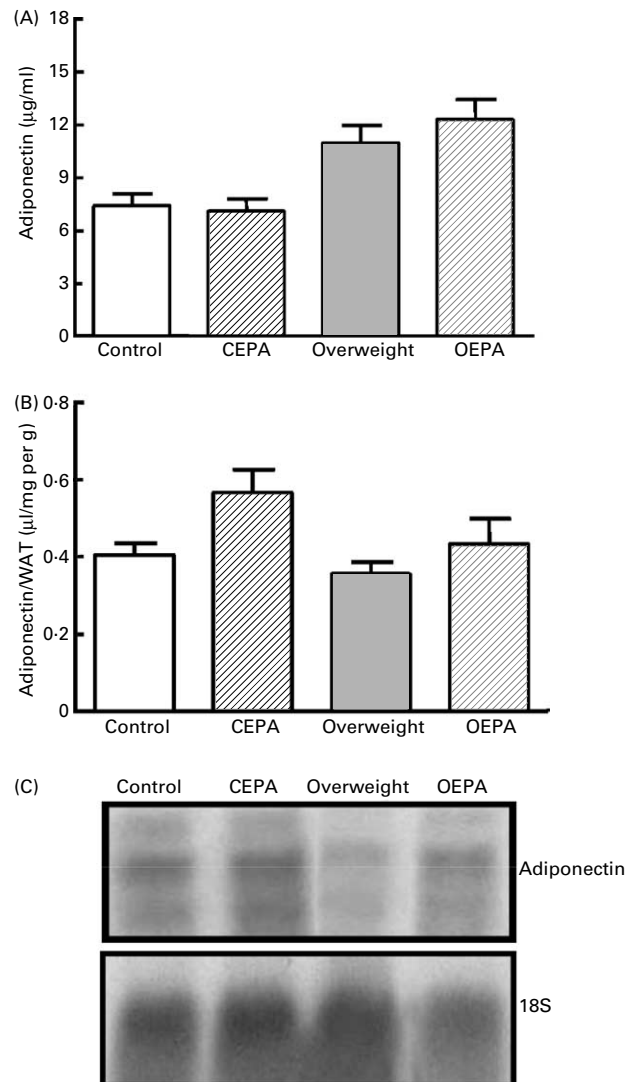 (A)
Adiponectin (μg/ml)
18
15
12
9
6
3
0
Control CEPA Overweight OEPA
(B)
Adiponectin/WAT (μl/mg per g)
0·8
0·6
0·4
0·2
0
Control CEPA Overweight OEPA
(C)
Control CEPA Overweight OEPA
Adiponectin
18S